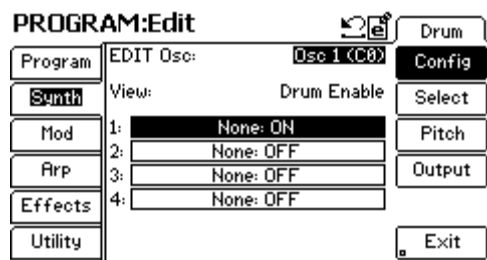 PROGRAM:Edit
Drum
Program
EDIT Osc:
Osc 1 (C0)
Config
Synth
View:
Drum Enable
Select
Mod
1: None: ON
Pitch
2: None: OFF
Arp
3: None: OFF
Output
Effects
4: None: OFF
Utility
Exit